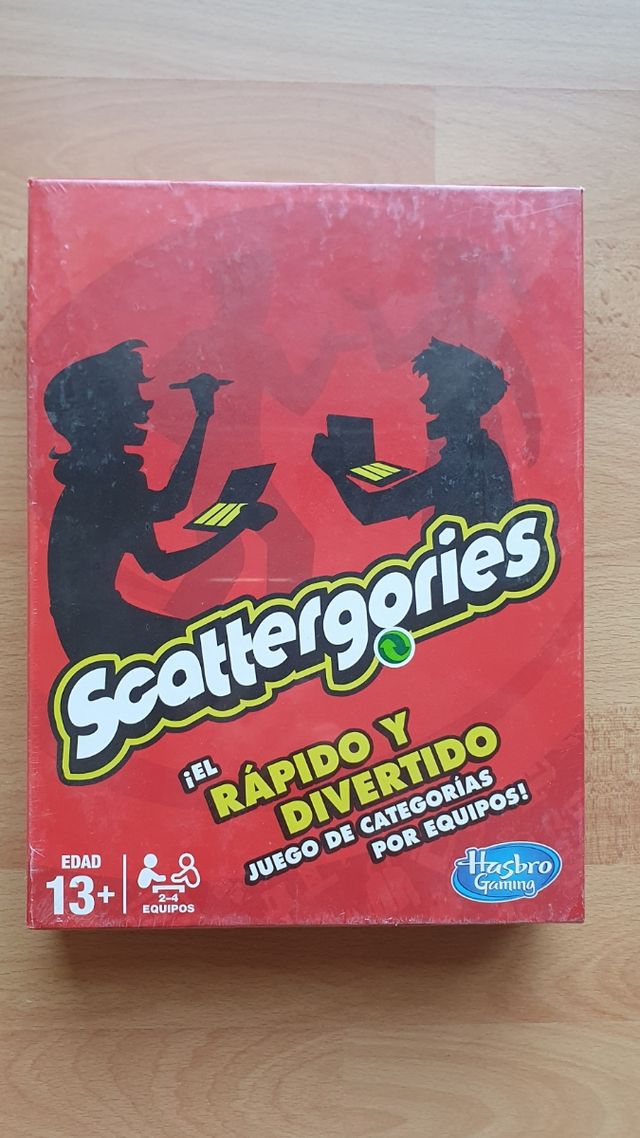 Scattergories
¡EL
RÁPIDO Y
DIVERTIDO
JUEGO DE CATEGORÍAS
POR EQUIPOS!
EDAD
13+
2-4
EQUIPOS
Hasbro
Gaming